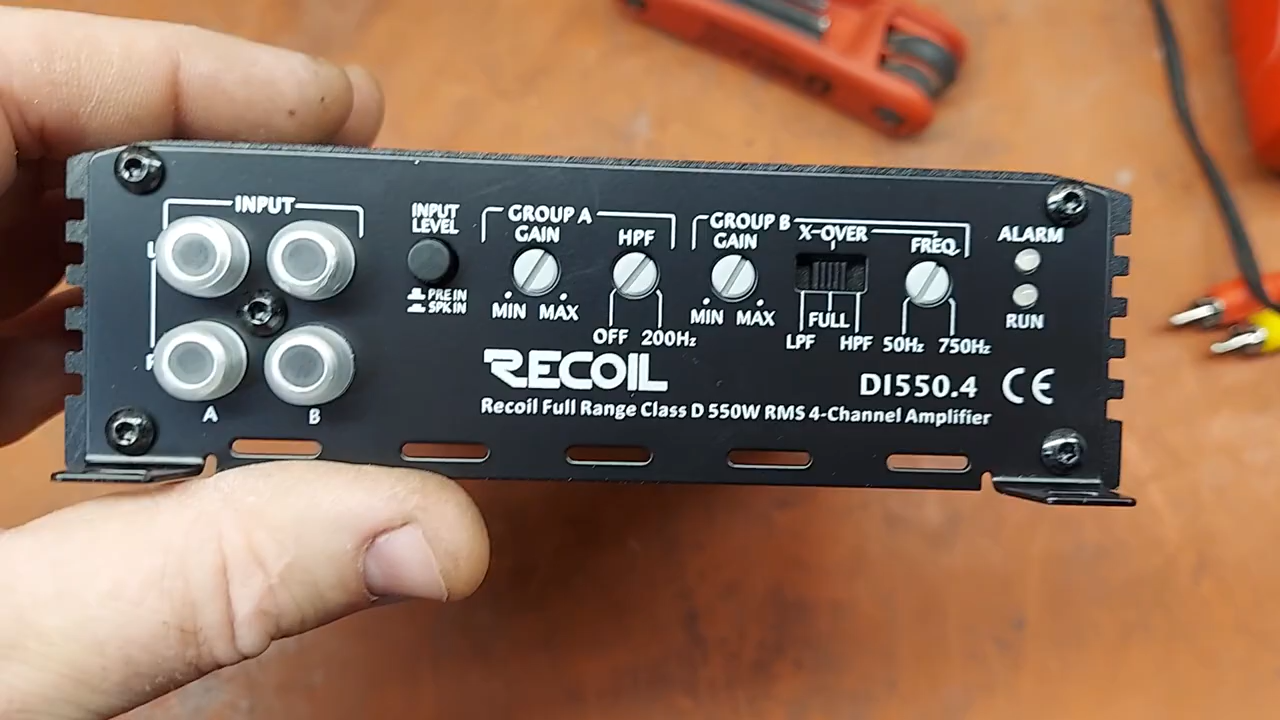 INPUT
L
R
A B
INPUT
LEVEL
PRE IN
SPK IN
GROUP A
GAIN
MIN MAX
HPF
OFF 200Hz
GROUP B
GAIN
MIN MAX
X-OVER
FULL
LPF HPF
FREQ.
50Hz 750Hz
ALARM
RUN
RECOIL
DI550.4 CE
Recoil Full Range Class D 550W RMS 4-Channel Amplifier